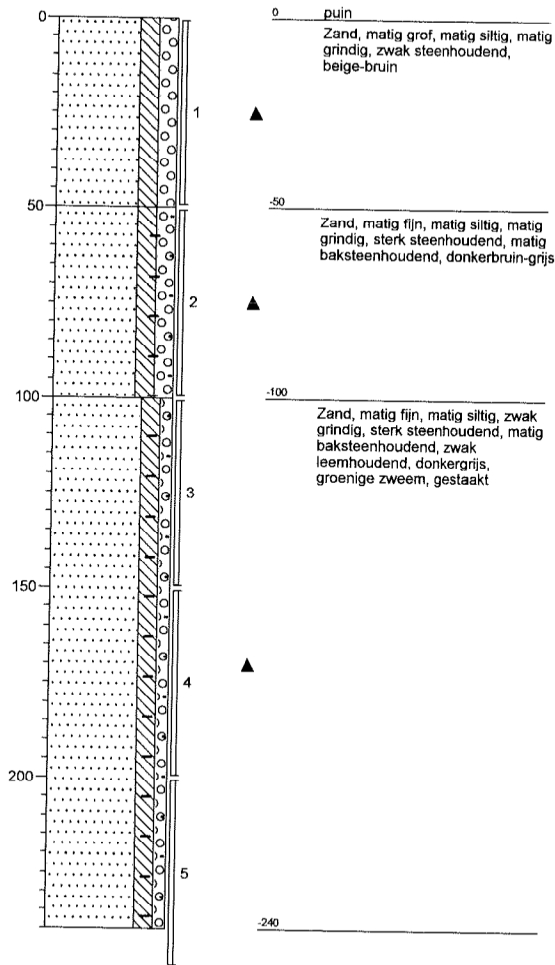 0
0
puin
Zand, matig grof, matig siltig, matig
grindig, zwak steenhoudend,
beige-bruin
1
50
-50
Zand, matig fijn, matig siltig, matig
grindig, sterk steenhoudend, matig
baksteenhoudend, donkerbruin-grijs
2
100
-100
Zand, matig fijn, matig siltig, zwak
grindig, sterk steenhoudend, matig
baksteenhoudend, zwak
leemhoudend, donkergrijs,
groenige zweem, gestaakt
3
150
4
200
5
-240